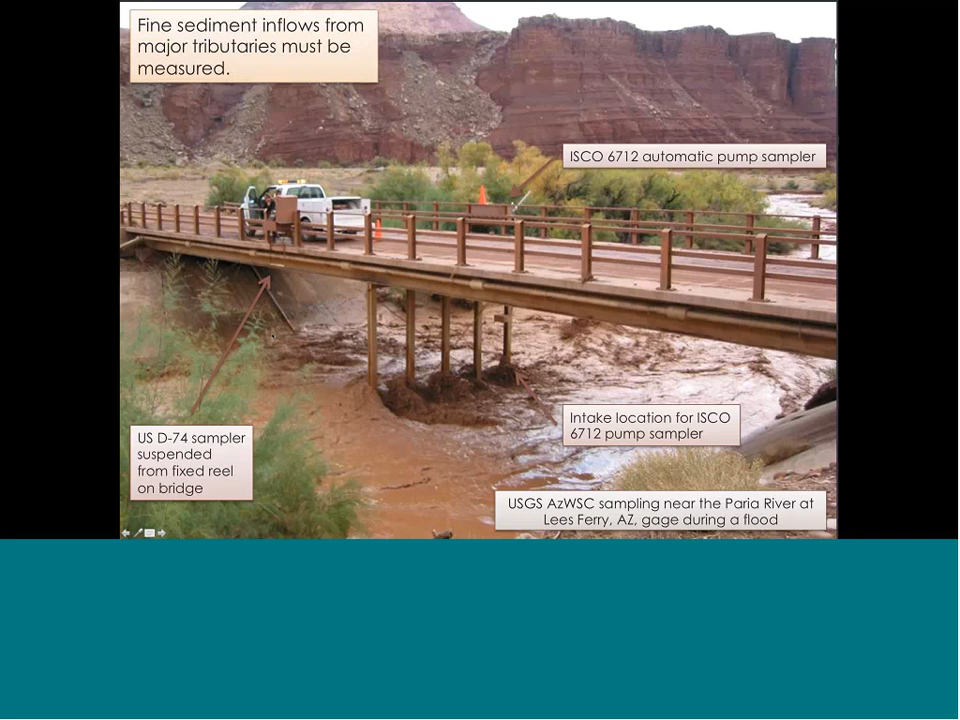 Fine sediment inflows from
major tributaries must be
measured.
ISCO 6712 automatic pump sampler
Intake location for ISCO
6712 pump sampler
US D-74 sampler
suspended
from fixed reel
on bridge
USGS AzWSC sampling near the Paria River at
Lees Ferry, AZ, gage during a flood